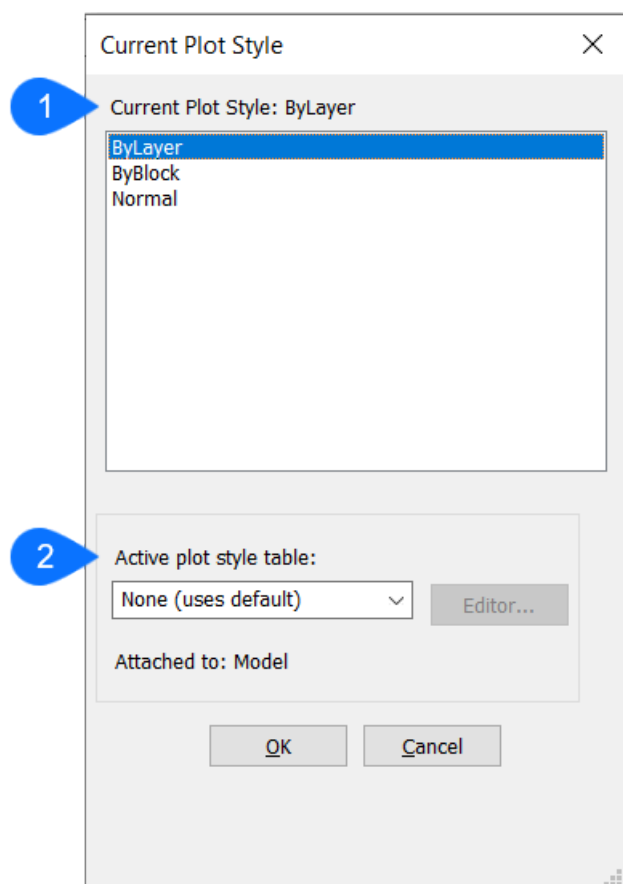 Current Plot Style
1
Current Plot Style: ByLayer
ByLayer
ByBlock
Normal
2
Active plot style table:
None (uses default)
Editor...
Attached to: Model
OK
Cancel